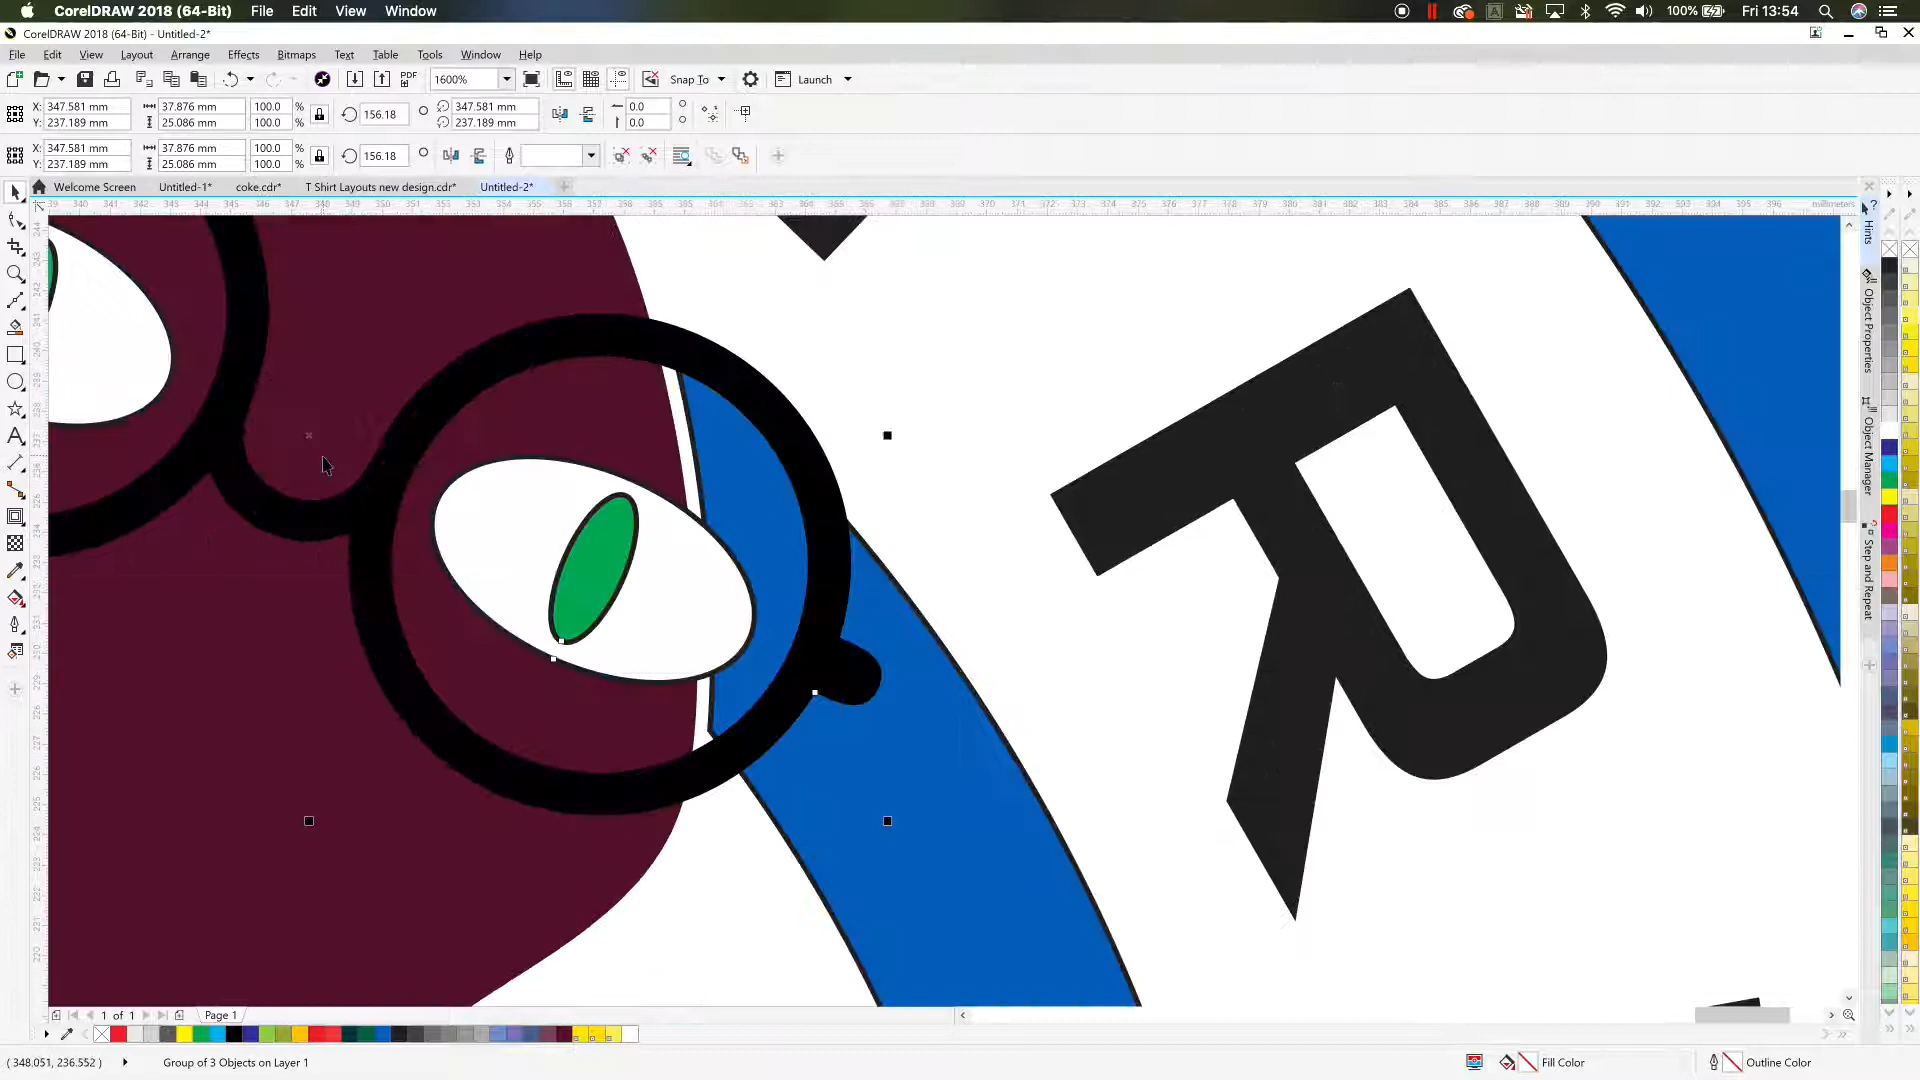 CorelDRAW 2018 (64-Bit) File Edit View Window 100% Fri 13:54
CorelDRAW 2018 (64-Bit) - Untitled-2*
File Edit View Layout Arrange Effects Bitmaps Text Table Tools Window Help
PDF 1600% Snap To Launch
X: 347.581 mm 37.876 mm 100.0 % 156.18 347.581 mm 0.0
Y: 237.189 mm 25.086 mm 100.0 % 237.189 mm 0.0
X: 347.581 mm 37.876 mm 100.0 % 156.18
Y: 237.189 mm 25.086 mm 100.0 %
Welcome Screen Untitled-1* coke.cdr* T Shirt Layouts new design.cdr* Untitled-2*
millimeters
Hints
Object Properties
Object Manager
Step and Repeat
R
1 of 1 Page 1
( 348.051, 236.552 ) Group of 3 Objects on Layer 1 Fill Color Outline Color